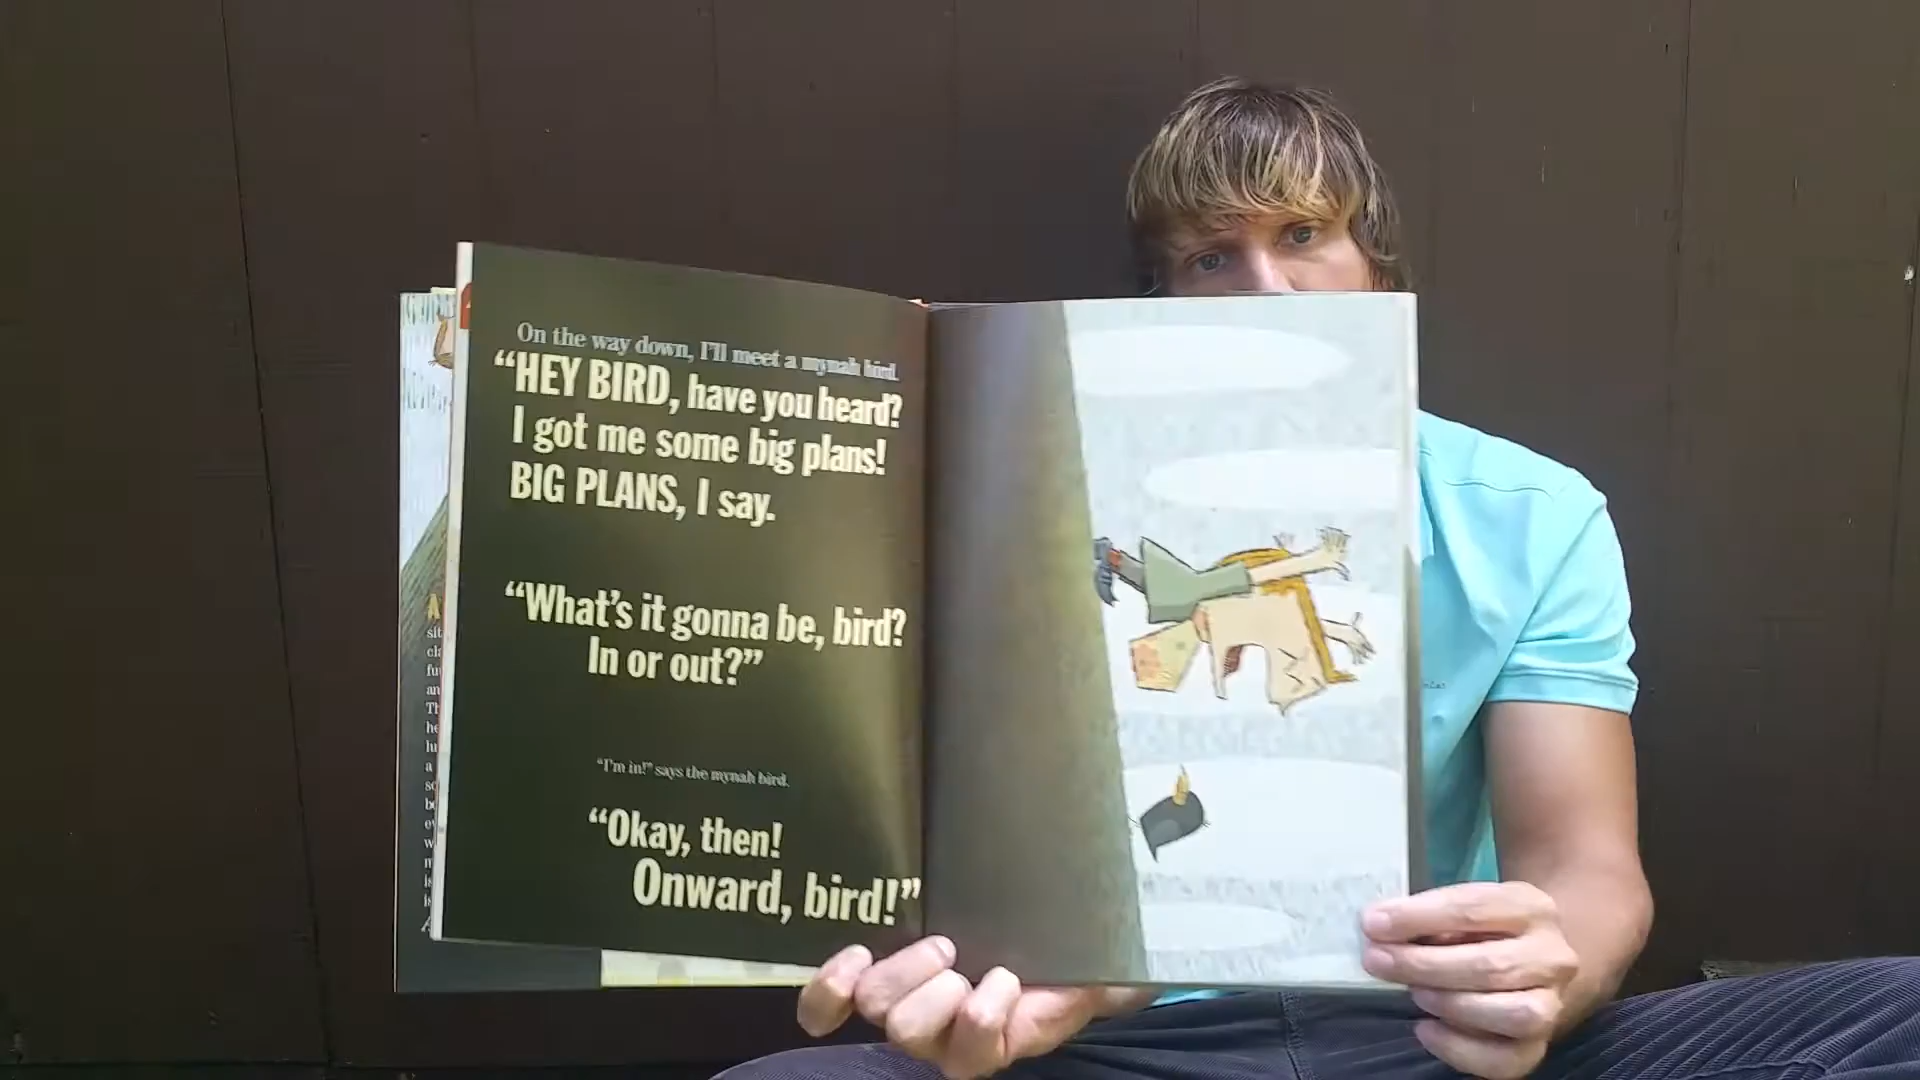 On the way down, I'll meet a mynah bird.
“HEY BIRD, have you heard?
I got me some big plans!
BIG PLANS, I say.
“What's it gonna be, bird?
In or out?”
“I'm in!” says the mynah bird.
“Okay, then!
Onward, bird!”